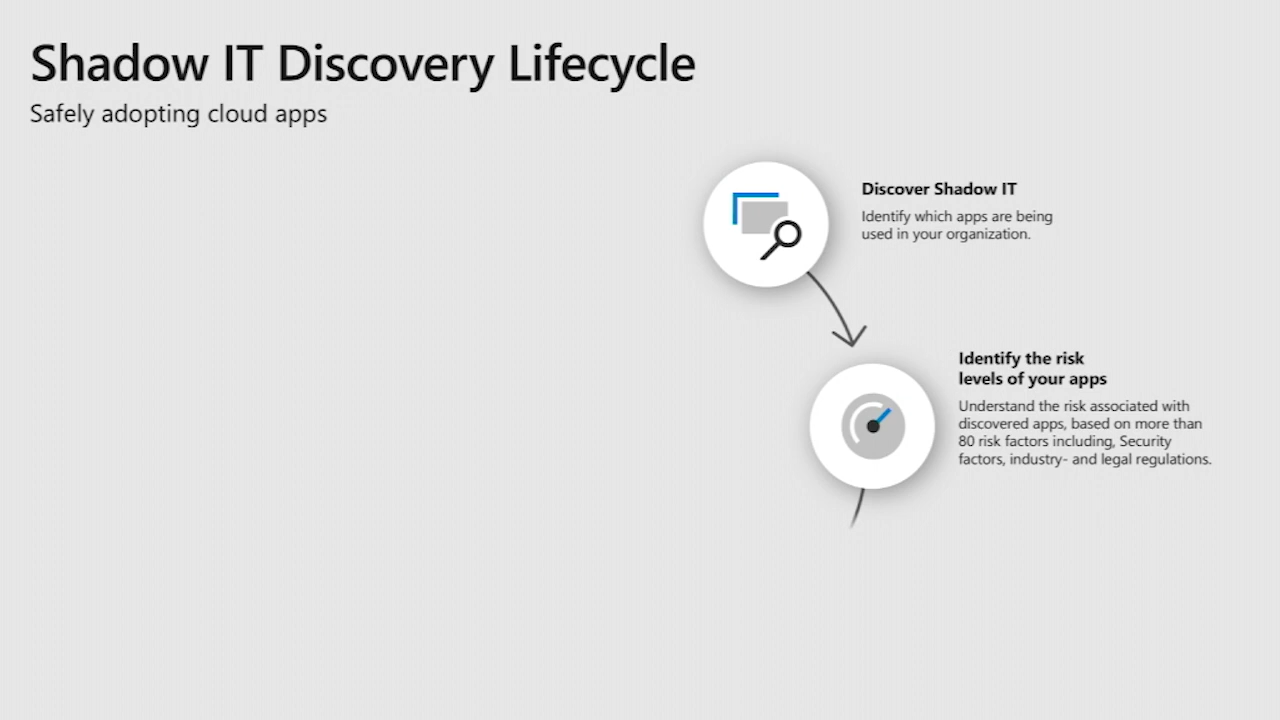 Shadow IT Discovery Lifecycle
Safely adopting cloud apps
Discover Shadow IT
Identify which apps are being
used in your organization.
Identify the risk
levels of your apps
Understand the risk associated with
discovered apps, based on more than
80 risk factors including, Security
factors, industry- and legal regulations.